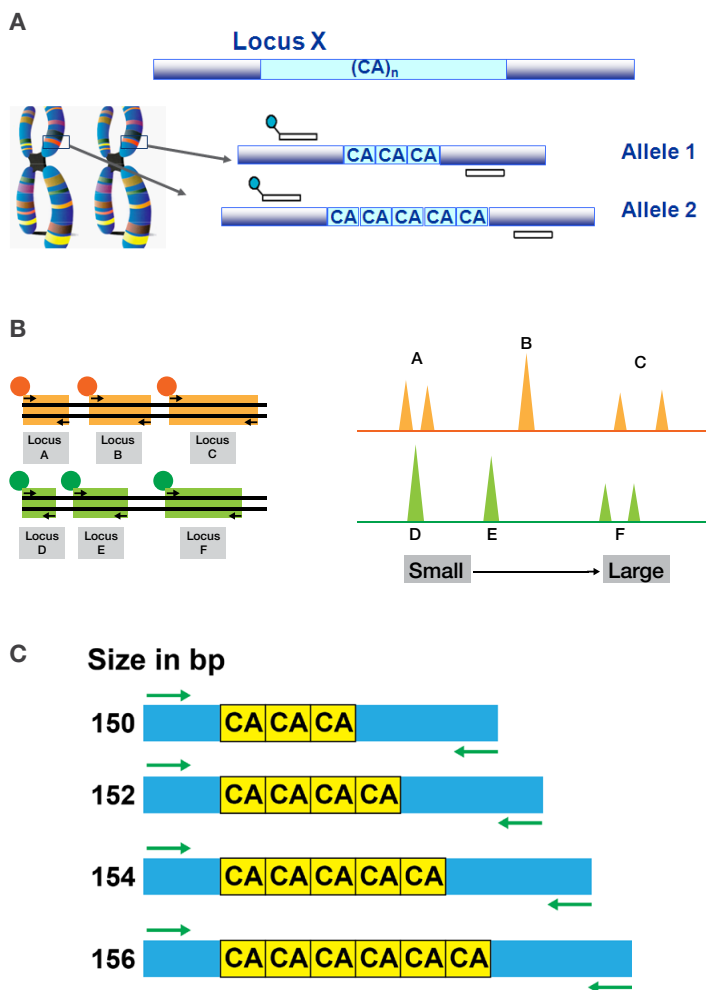 A
Locus X
(CA)n
CA CA CA
Allele 1
CA CA CA CA CA
Allele 2
B
A
B
C
Locus
A
Locus
B
Locus
C
Locus
D
Locus
E
Locus
F
D
E
F
Small
Large
C
Size in bp
150
CA CA CA
152
CA CA CA CA
154
CA CA CA CA CA
156
CA CA CA CA CA CA